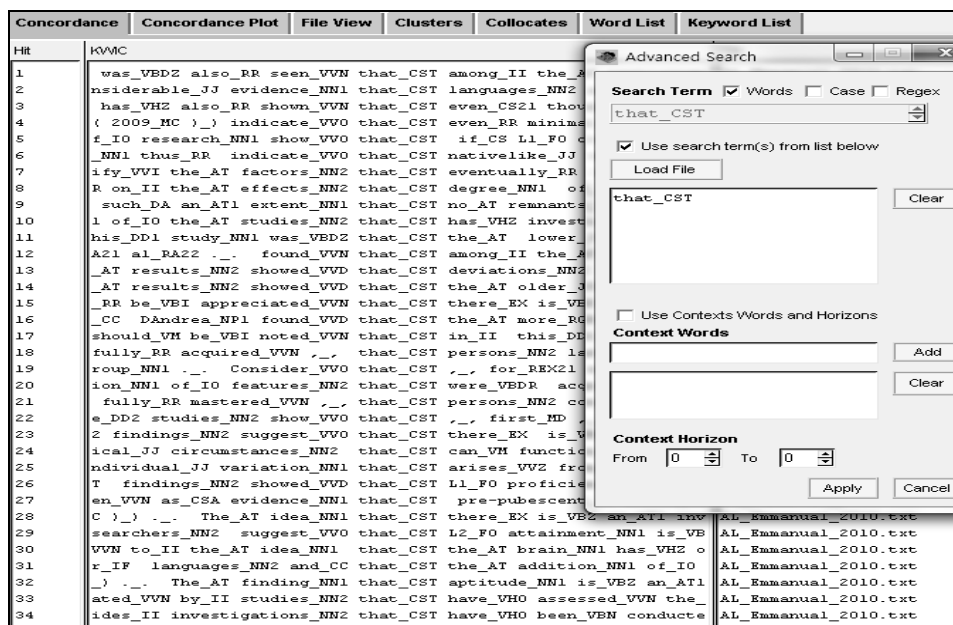 Concordance Concordance Plot File View Clusters Collocates Word List Keyword List
Hit KWIC
1 was_VBDZ also_RR seen_VVN that_CST among_II the_A
2 nsiderable_JJ evidence_NN1 that_CST languages_NN2
3 has_VHZ also_RR shown_VVN that_CST even_CS21 thou
4 ( 2009_MC )_) indicate_VV0 that_CST even_RR minima
5 f_IO research_NN1 show_VV0 that_CST if_CS L1_FO
6 _NN1 thus_RR indicate_VV0 that_CST nativelike_JJ
7 ify_VVI the_AT factors_NN2 that_CST eventually_RR
8 R on_II the_AT effects_NN2 that_CST degree_NN1 of
9 such_DA an_AT1 extent_NN1 that_CST no_AT remnants
10 l of_IO the_AT studies_NN2 that_CST has_VHZ invest
11 his_DD1 study_NN1 was_VBDZ that_CST the_AT lower_
12 A21 al_RA22 ._. found_VVN that_CST among_II the_A
13 _AT results_NN2 showed_VVD that_CST deviations_NN2
14 _AT results_NN2 showed_VVD that_CST the_AT older_J
15 _RR be_VBI appreciated_VVN that_CST there_EX is_VB
16 _CC DAndrea_NP1 found_VVD that_CST the_AT more_RG
17 should_VM be_VBI noted_VVN that_CST in_II this_DD
18 fully_RR acquired_VVN ,_, that_CST persons_NN2 la
19 roup_NN1 ._. Consider_VV0 that_CST ,_, for_REX21
20 ion_NN1 of_IO features_NN2 that_CST were_VBDR acq
21 fully_RR mastered_VVN ,_, that_CST persons_NN2 co
22 e_DD2 studies_NN2 show_VV0 that_CST ,_, first_MD ,
23 2 findings_NN2 suggest_VV0 that_CST there_EX is_V
24 ical_JJ circumstances_NN2 that_CST can_VM functio
25 ndividual_JJ variation_NN1 that_CST arises_VVZ fro
26 T findings_NN2 showed_VVD that_CST L1_FO proficie
27 en_VVN as_CSA evidence_NN1 that_CST pre-pubescent
28 C )_) ._. The_AT idea_NN1 that_CST there_EX is_VBZ an_AT1 inv AL_Emmanual_2010.txt
29 searchers_NN2 suggest_VV0 that_CST L2_FO attainment_NN1 is_VB AL_Emmanual_2010.txt
30 VVN to_II the_AT idea_NN1 that_CST the_AT brain_NN1 has_VHZ o AL_Emmanual_2010.txt
31 r_IF languages_NN2 and_CC that_CST the_AT addition_NN1 of_IO AL_Emmanual_2010.txt
32 _) ._. The_AT finding_NN1 that_CST aptitude_NN1 is_VBZ an_AT1 AL_Emmanual_2010.txt
33 ated_VVN by_II studies_NN2 that_CST have_VH0 assessed_VVN the_ AL_Emmanual_2010.txt
34 ides_II investigations_NN2 that_CST have_VH0 been_VBN conducte AL_Emmanual_2010.txt
Advanced Search
Search Term Words Case Regex
that_CST
Use search term(s) from list below
Load File
that_CST
Clear
Use Contexts Words and Horizons
Context Words
Add
Clear
Context Horizon
From 0 To 0
Apply Cancel